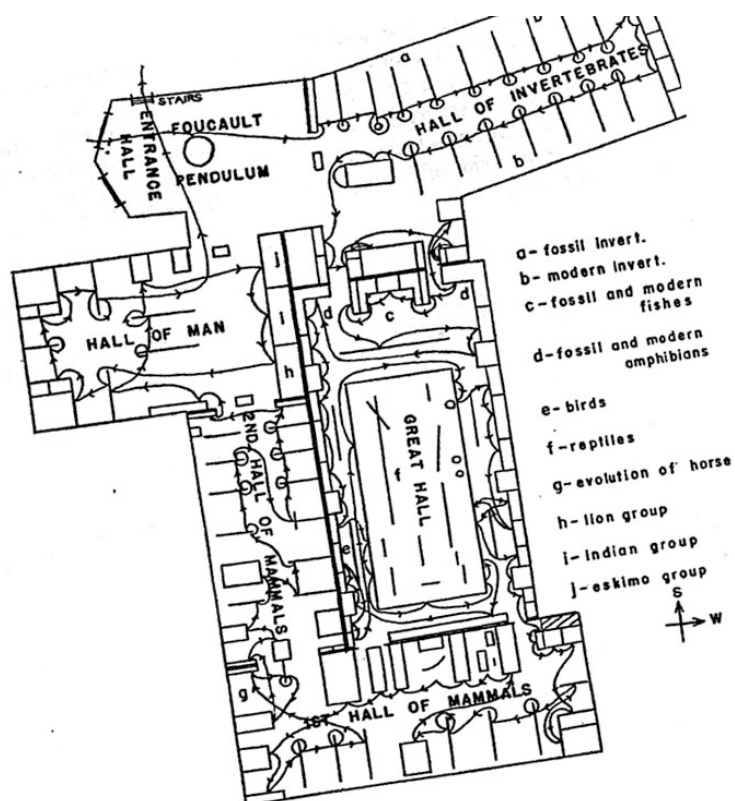 STAIRS
ENTRANCE
HALL
FOUCAULT
PENDULUM
a
HALL OF INVERTEBRATES
b
HALL OF MAN
j
i
h
d
c
d
GREAT HALL
f
e
2ND HALL OF MAMMALS
g
1ST HALL OF MAMMALS
a- fossil invert.
b- modern invert.
c- fossil and modern
fishes
d- fossil and modern
amphibians
e- birds
f- reptiles
g- evolution of horse
h- lion group
i- indian group
j- eskimo group
S
W